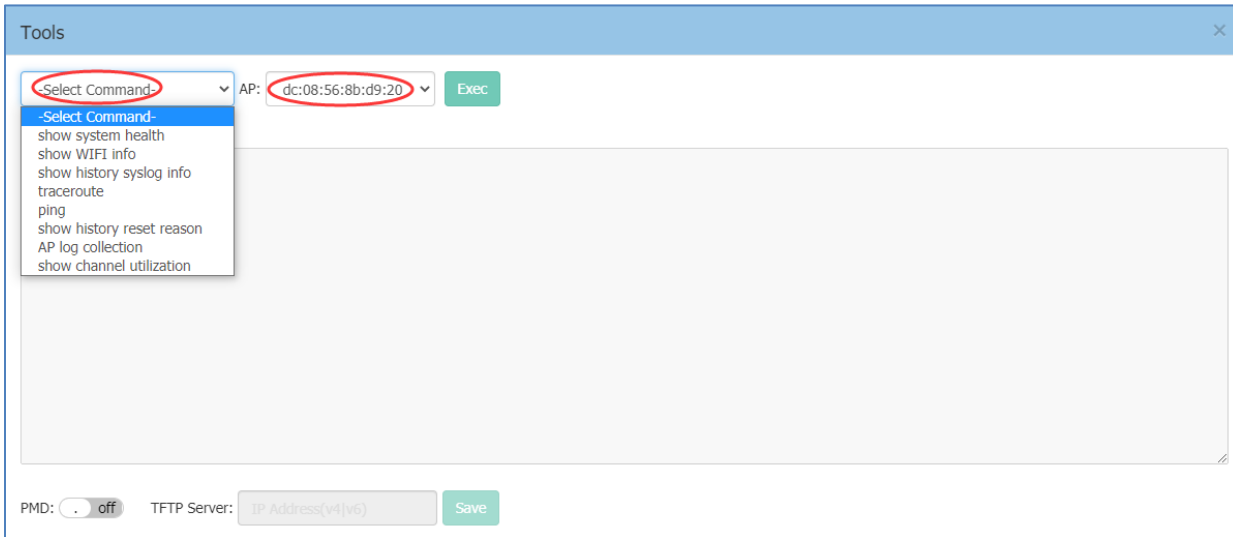 Tools ×
-Select Command- AP: dc:08:56:8b:d9:20 Exec
-Select Command-
show system health
show WIFI info
show history syslog info
traceroute
ping
show history reset reason
AP log collection
show channel utilization
PMD: . off TFTP Server: IP Address(v4|v6) Save